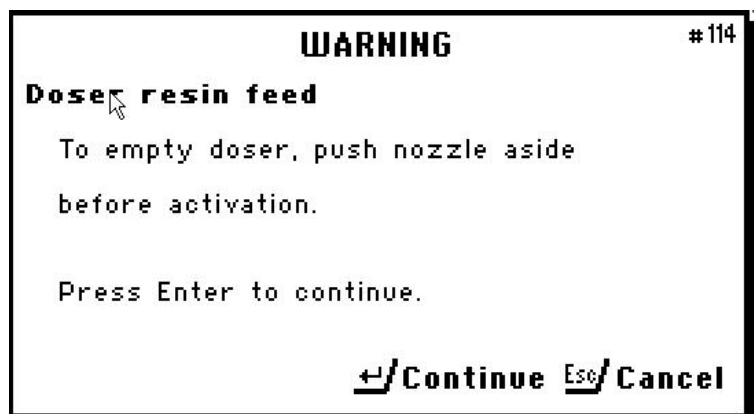 WARNING
#114
Doser resin feed
To empty doser, push nozzle aside
before activation.
Press Enter to continue.
↵ Continue Esc Cancel